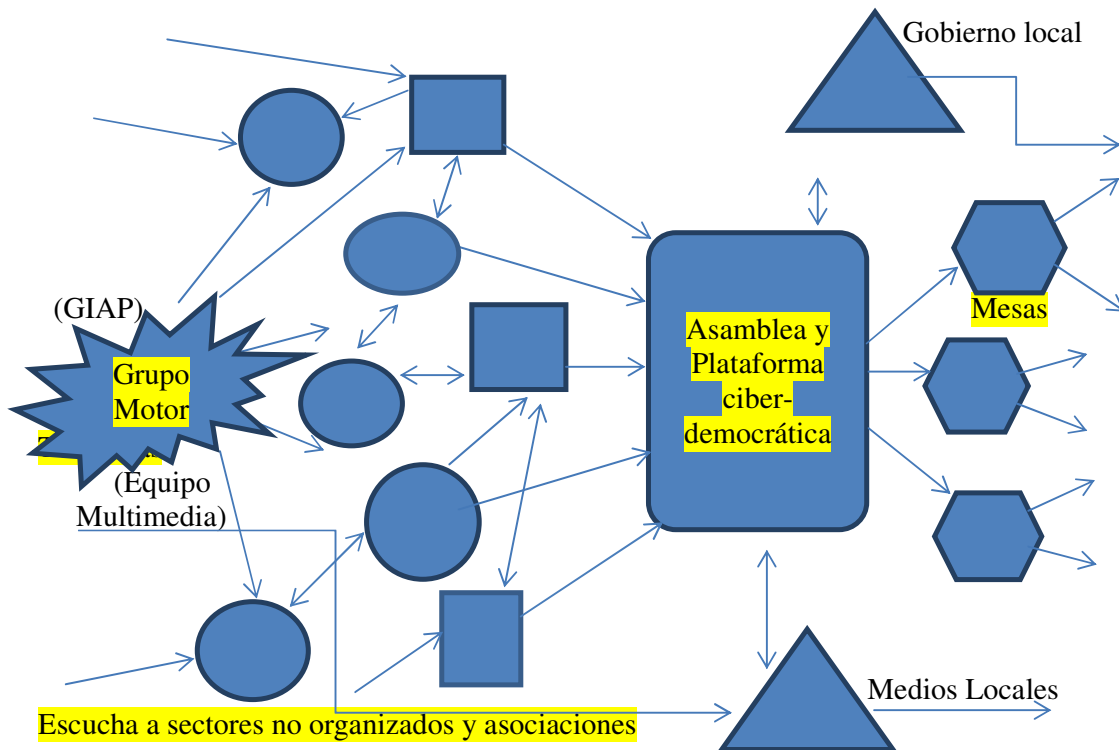 Gobierno local
(GIAP)
Grupo
Motor
(Equipo
Multimedia)
Asamblea y
Plataforma
ciber-
democrática
Mesas
Medios Locales
Escucha a sectores no organizados y asociaciones